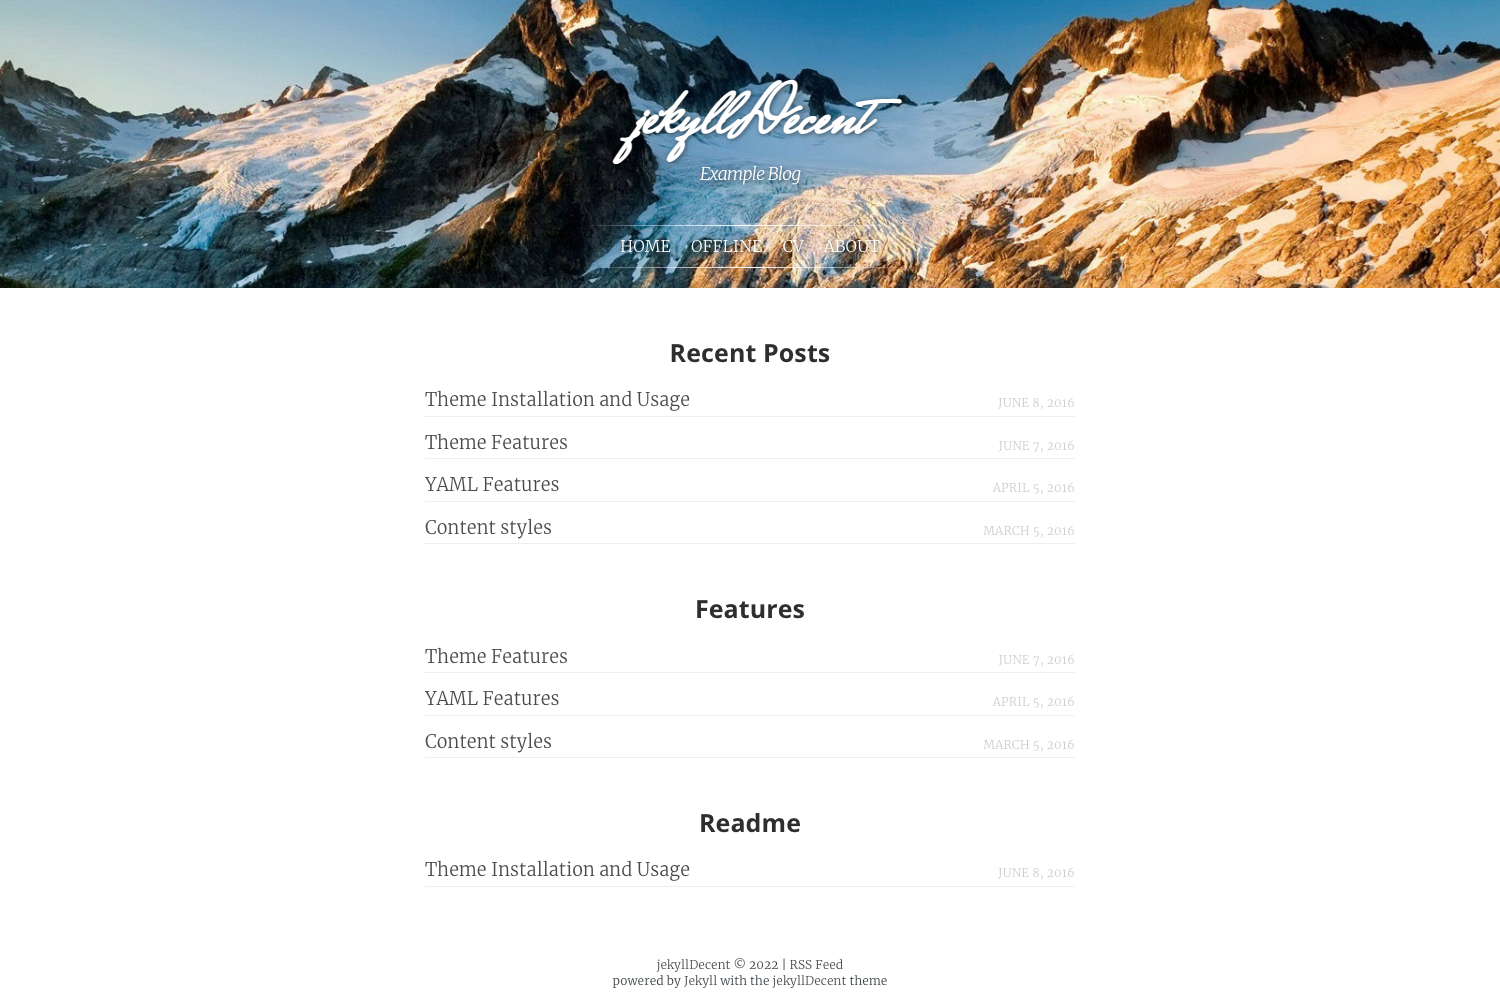 jekyllDecent
Example Blog
HOME OFFLINE CV ABOUT
Recent Posts
Theme Installation and Usage JUNE 8, 2016
Theme Features JUNE 7, 2016
YAML Features APRIL 5, 2016
Content styles MARCH 5, 2016
Features
Theme Features JUNE 7, 2016
YAML Features APRIL 5, 2016
Content styles MARCH 5, 2016
Readme
Theme Installation and Usage JUNE 8, 2016
jekyllDecent © 2022 | RSS Feed
powered by Jekyll with the jekyllDecent theme